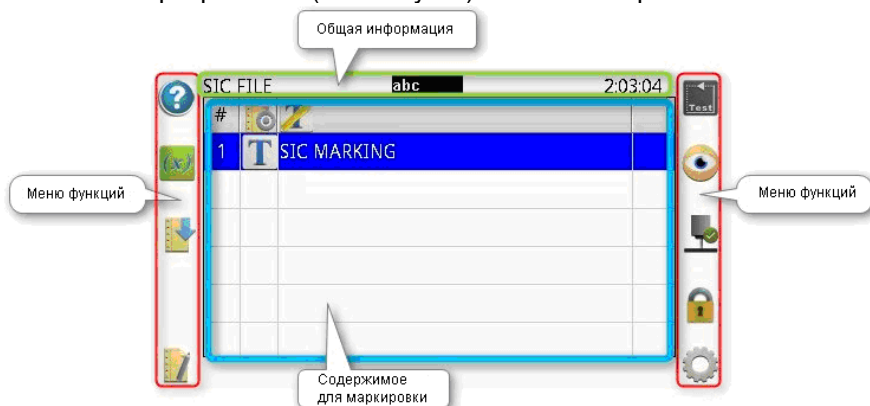 Общая информация
SIC FILE abc 2:03:04
Test
#
(x)
1 T SIC MARKING
Меню функций
Меню функций
Содержимое
для маркировки